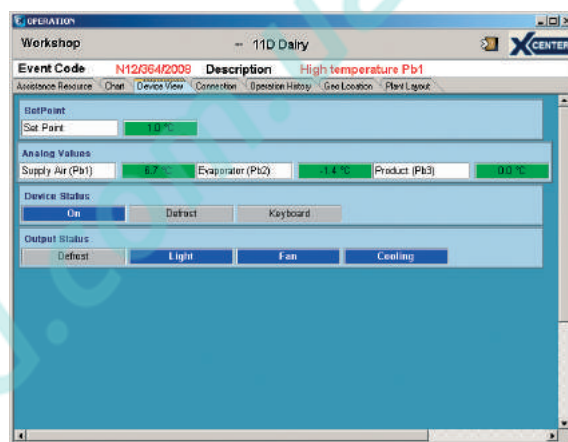 OPERATION
Workshop -- 11D Dairy XCENTER
Event Code N12/364/2009 Description High temperature Pb1
Assistance Resource Chart Device View Connection Operation History Geo Location Plant Layout
SetPoint
Set Point 1.0 °C
Analog Values
Supply Air (Pb1) 6.7 °C Evaporator (Pb2) -1.4 °C Product (Pb3) 0.0 °C
Device Status
On Defrost Keyboard
Output Status
Defrost Light Fan Cooling